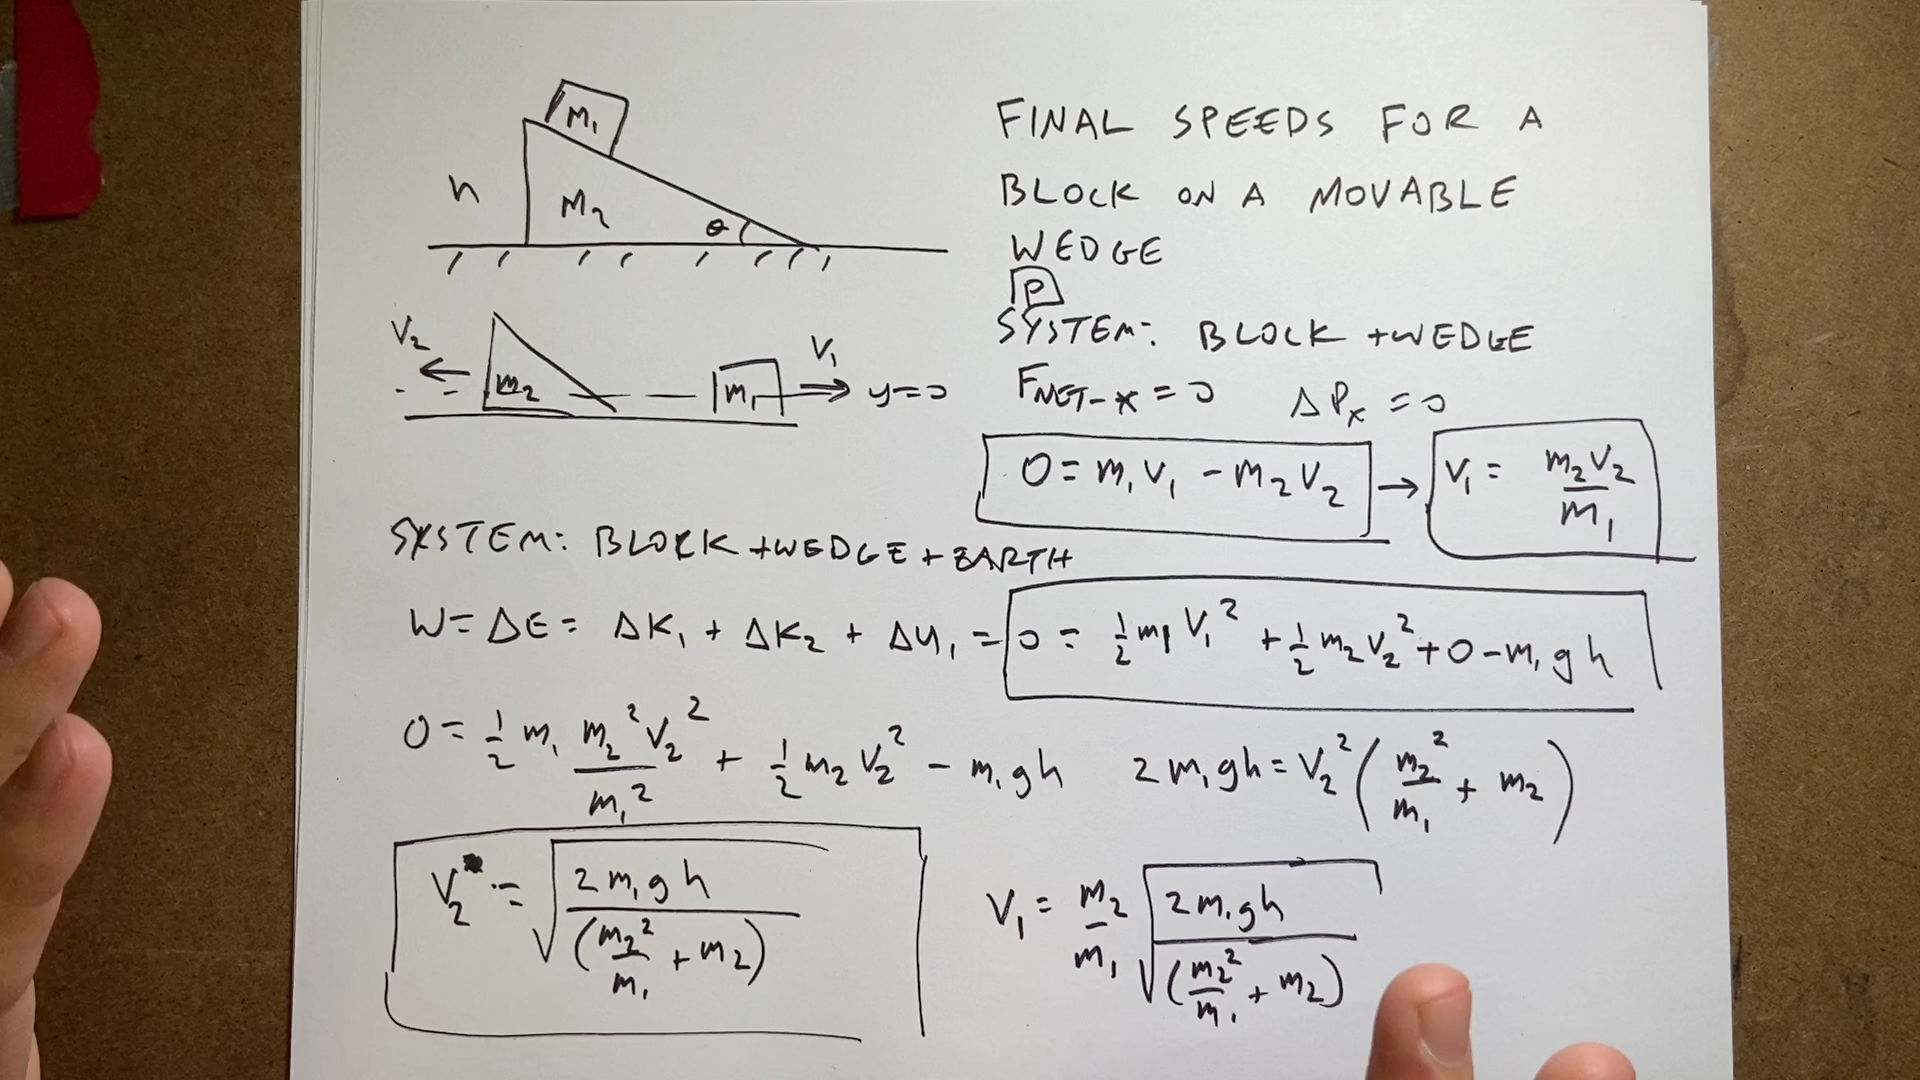 M₁
h
M₂
θ
FINAL SPEEDS FOR A
BLOCK ON A MOVABLE
WEDGE
P
SYSTEM: BLOCK + WEDGE
F_NET-x = 0 ΔPₓ = 0
V₂
m₂
m₁
V₁
y=0
0 = m₁V₁ - m₂V₂ → V₁ = m₂V₂/m₁
SYSTEM: BLOCK + WEDGE + EARTH
W = ΔE = ΔK₁ + ΔK₂ + ΔU₁ = 0 = ½m₁V₁² + ½m₂V₂² + 0 - m₁gh
0 = ½m₁ m₂²V₂²/m₁² + ½m₂V₂² - m₁gh 2m₁gh = V₂²(m₂²/m₁ + m₂)
V₂ = √(2m₁gh/(m₂²/m₁ + m₂)) V₁ = m₂/m₁ √(2m₁gh/(m₂²/m₁ + m₂))